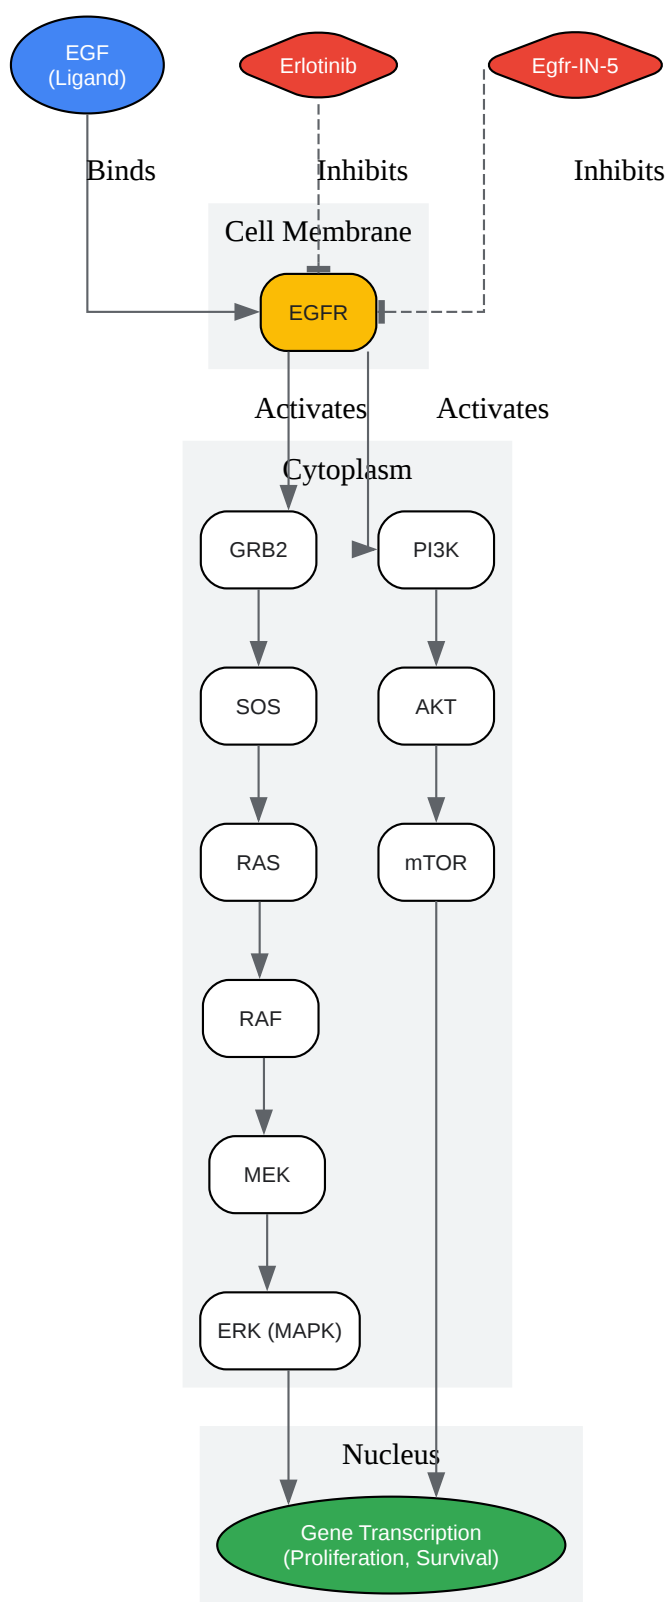 EGF
(Ligand)
Erlotinib
Egfr-IN-5
Binds
Inhibits
Inhibits
Cell Membrane
EGFR
Activates
Activates
Cytoplasm
GRB2
PI3K
SOS
AKT
RAS
mTOR
RAF
MEK
ERK (MAPK)
Nucleus
Gene Transcription
(Proliferation, Survival)